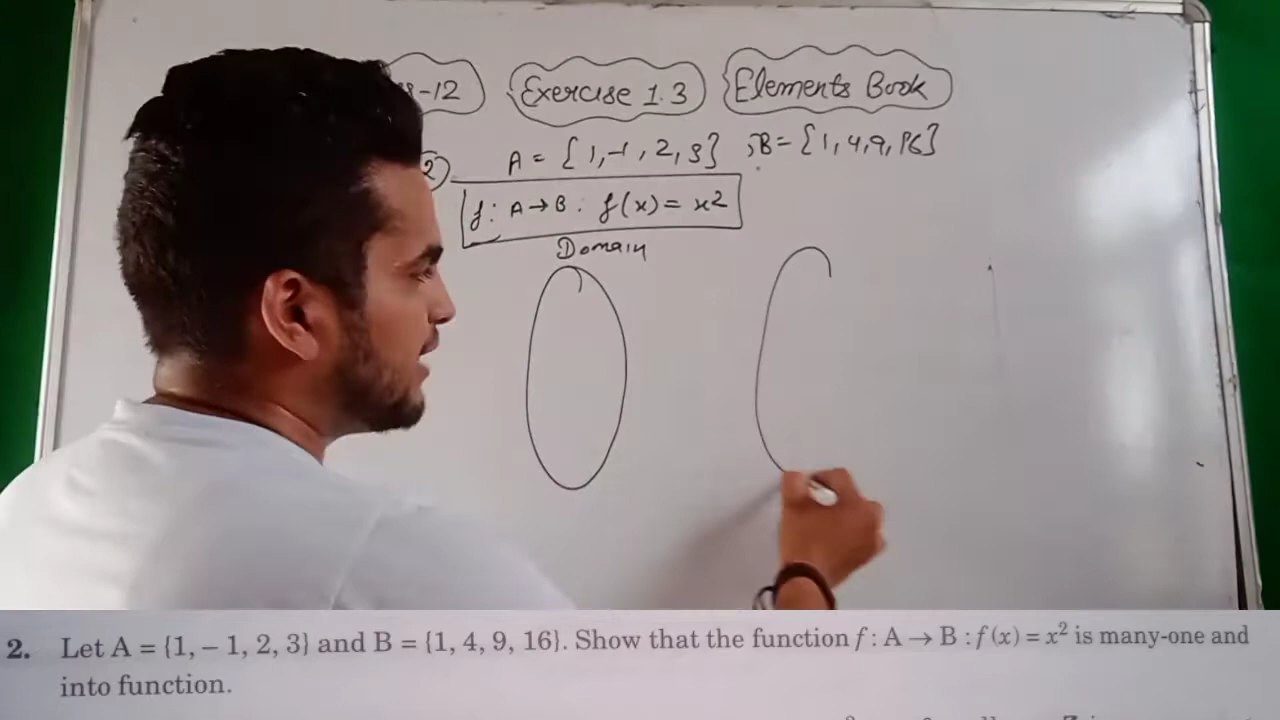 -12 Exercise 1.3 Elements Book
2) A = {1,-1,2,3} , B = {1,4,9,16}
f: A→B: f(x) = x²
Domain
2. Let A = {1, – 1, 2, 3} and B = {1, 4, 9, 16}. Show that the function f : A → B : f (x) = x² is many-one and
into function.